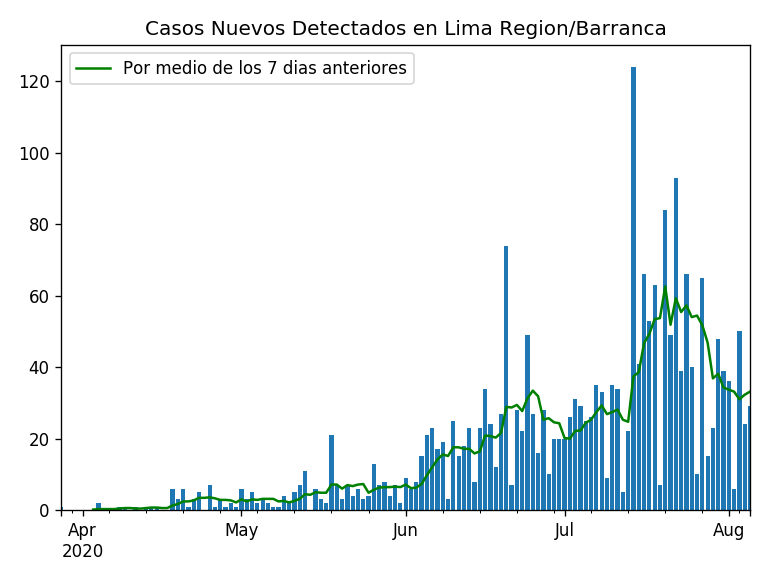 Casos Nuevos Detectados en Lima Region/Barranca
Por medio de los 7 dias anteriores
120
100
80
60
40
20
0
Apr
2020
May
Jun
Jul
Aug